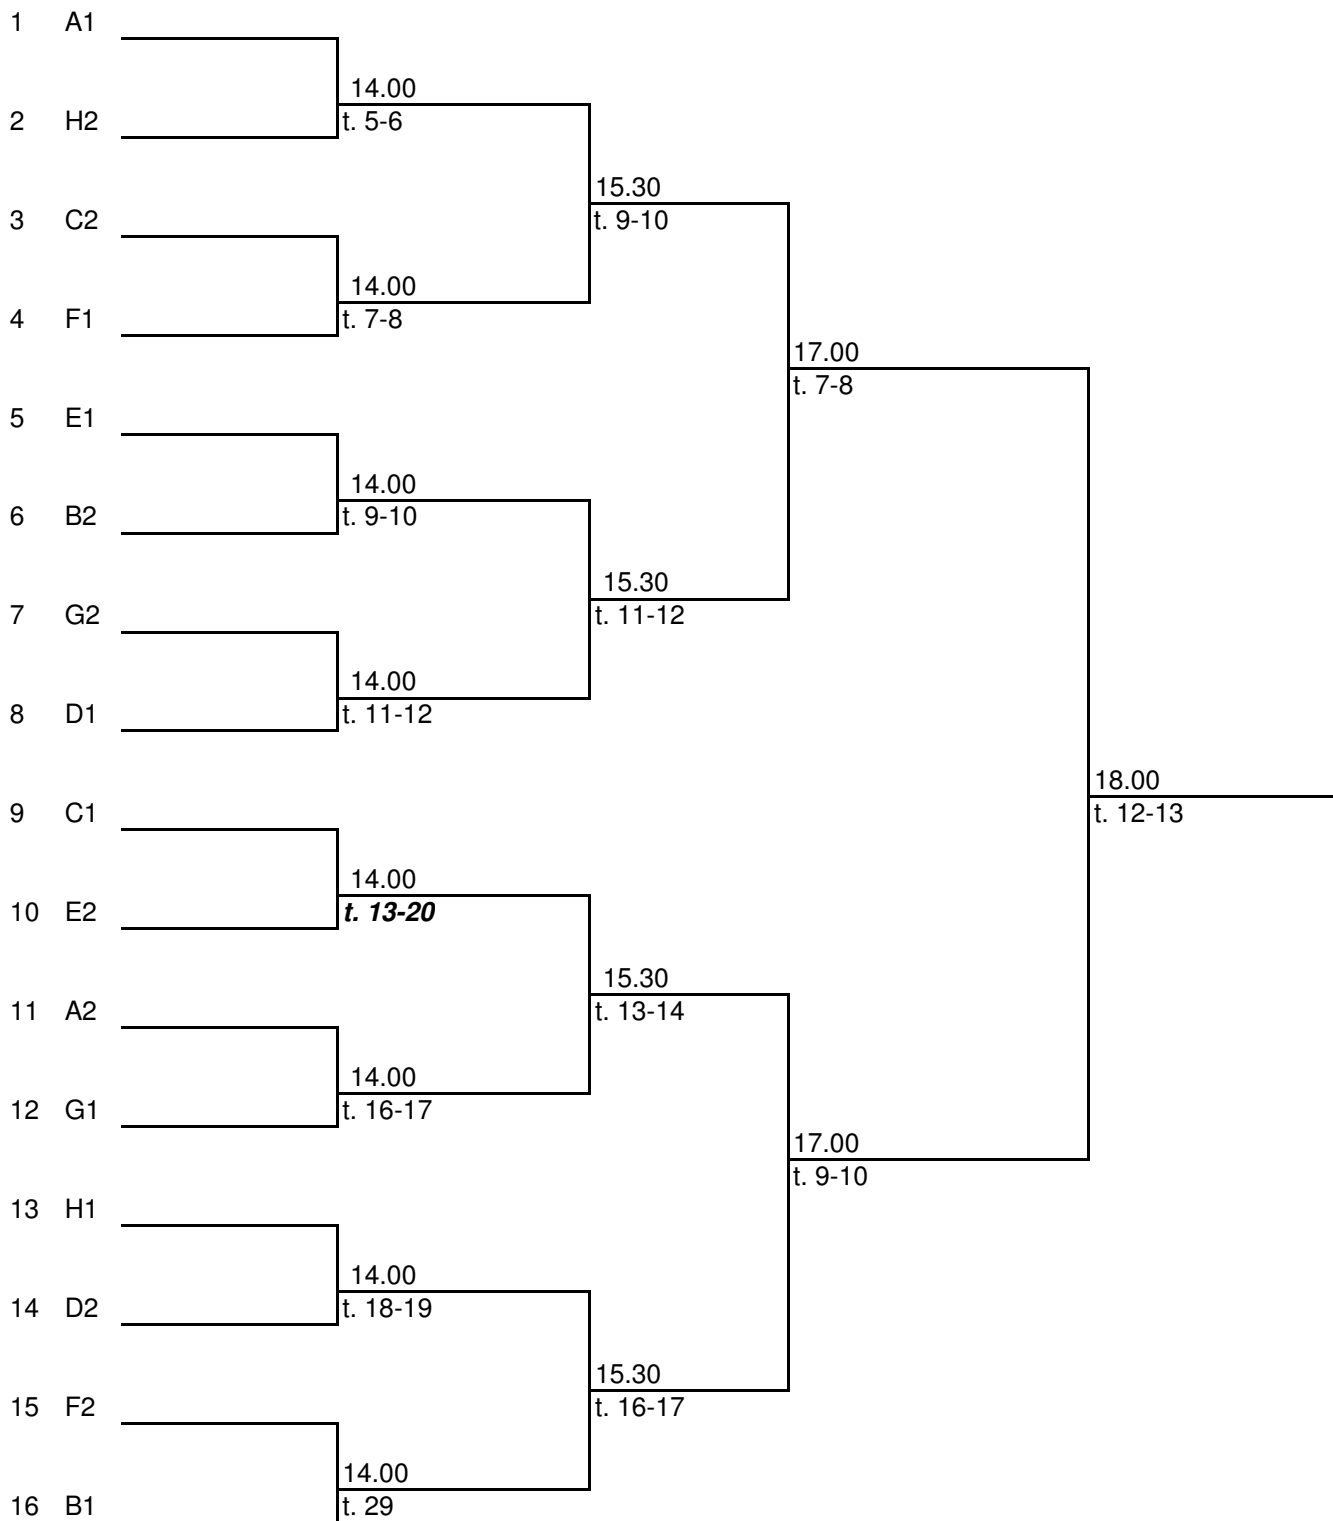 1 A1
14.00
2 H2 t. 5-6
15.30
3 C2 t. 9-10
14.00
4 F1 t. 7-8
17.00
t. 7-8
5 E1
14.00
6 B2 t. 9-10
15.30
7 G2 t. 11-12
14.00
8 D1 t. 11-12
18.00
9 C1 t. 12-13
14.00
10 E2 t. 13-20
15.30
11 A2 t. 13-14
14.00
12 G1 t. 16-17
17.00
t. 9-10
13 H1
14.00
14 D2 t. 18-19
15.30
15 F2 t. 16-17
14.00
16 B1 t. 29